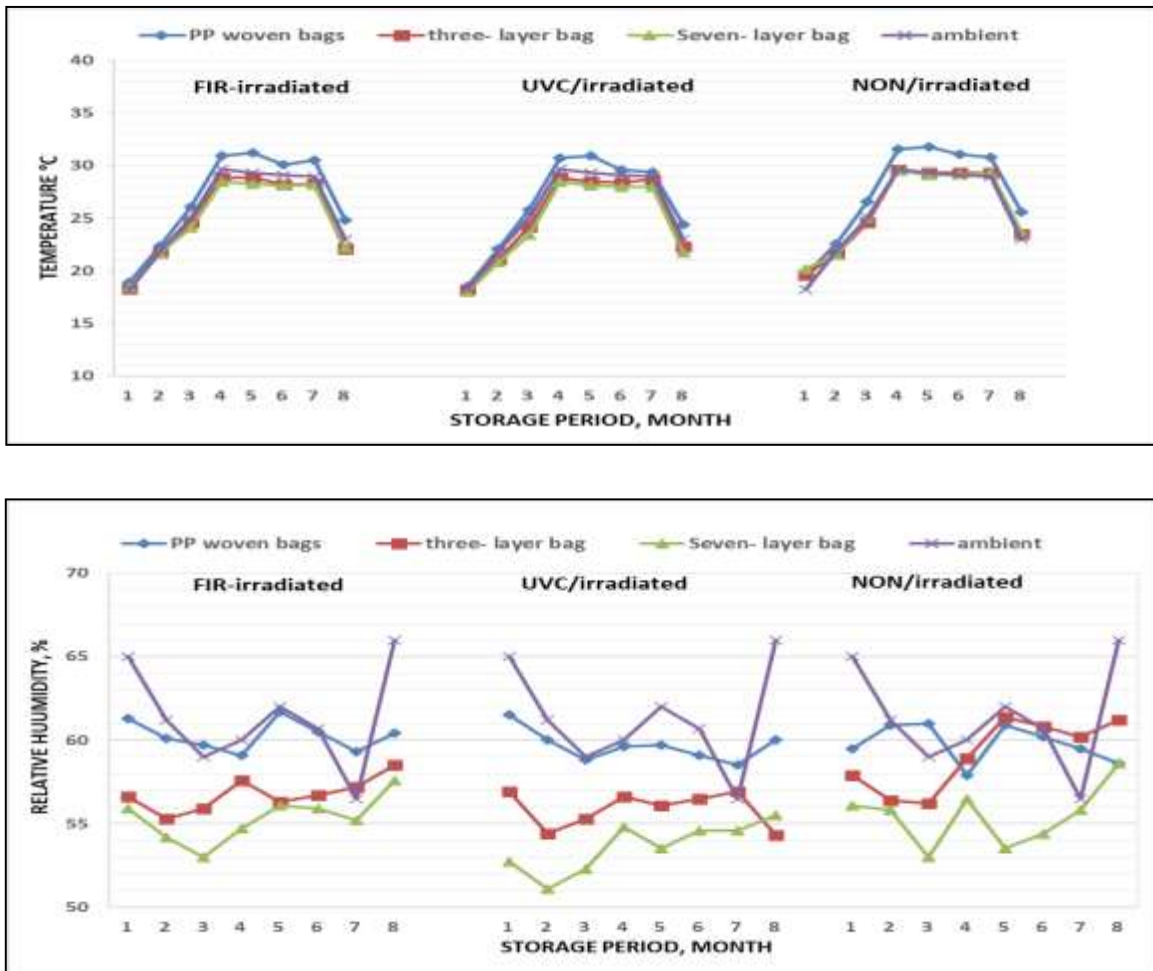 PP woven bags three- layer bag Seven- layer bag ambient
40
35
30
25
20
15
10
TEMPERATURE °C
FIR-irradiated UVC/irradiated NON/irradiated
1 2 3 4 5 6 7 8 1 2 3 4 5 6 7 8 1 2 3 4 5 6 7 8
STORAGE PERIOD, MONTH
PP woven bags three- layer bag Seven- layer bag ambient
70
65
60
55
50
RELATIVE HUUMIDITY, %
FIR-irradiated UVC/irradiated NON/irradiated
1 2 3 4 5 6 7 8 1 2 3 4 5 6 7 8 1 2 3 4 5 6 7 8
STORAGE PERIOD, MONTH